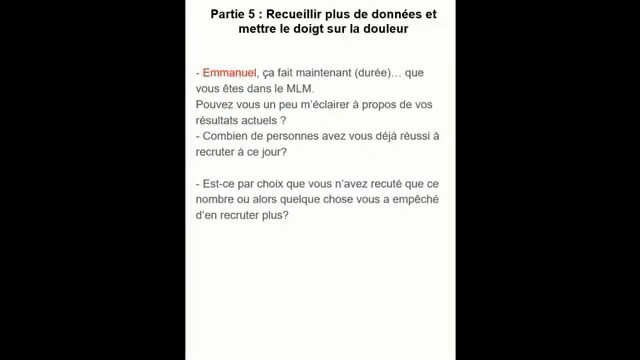 Partie 5 : Recueillir plus de données et
mettre le doigt sur la douleur
- Emmanuel, ça fait maintenant (durée)… que
vous êtes dans le MLM.
Pouvez vous un peu m’éclairer à propos de vos
résultats actuels ?
- Combien de personnes avez vous déjà réussi à
recruter à ce jour?
- Est-ce par choix que vous n’avez recuté que ce
nombre ou alors quelque chose vous a empêché
d’en recruter plus?